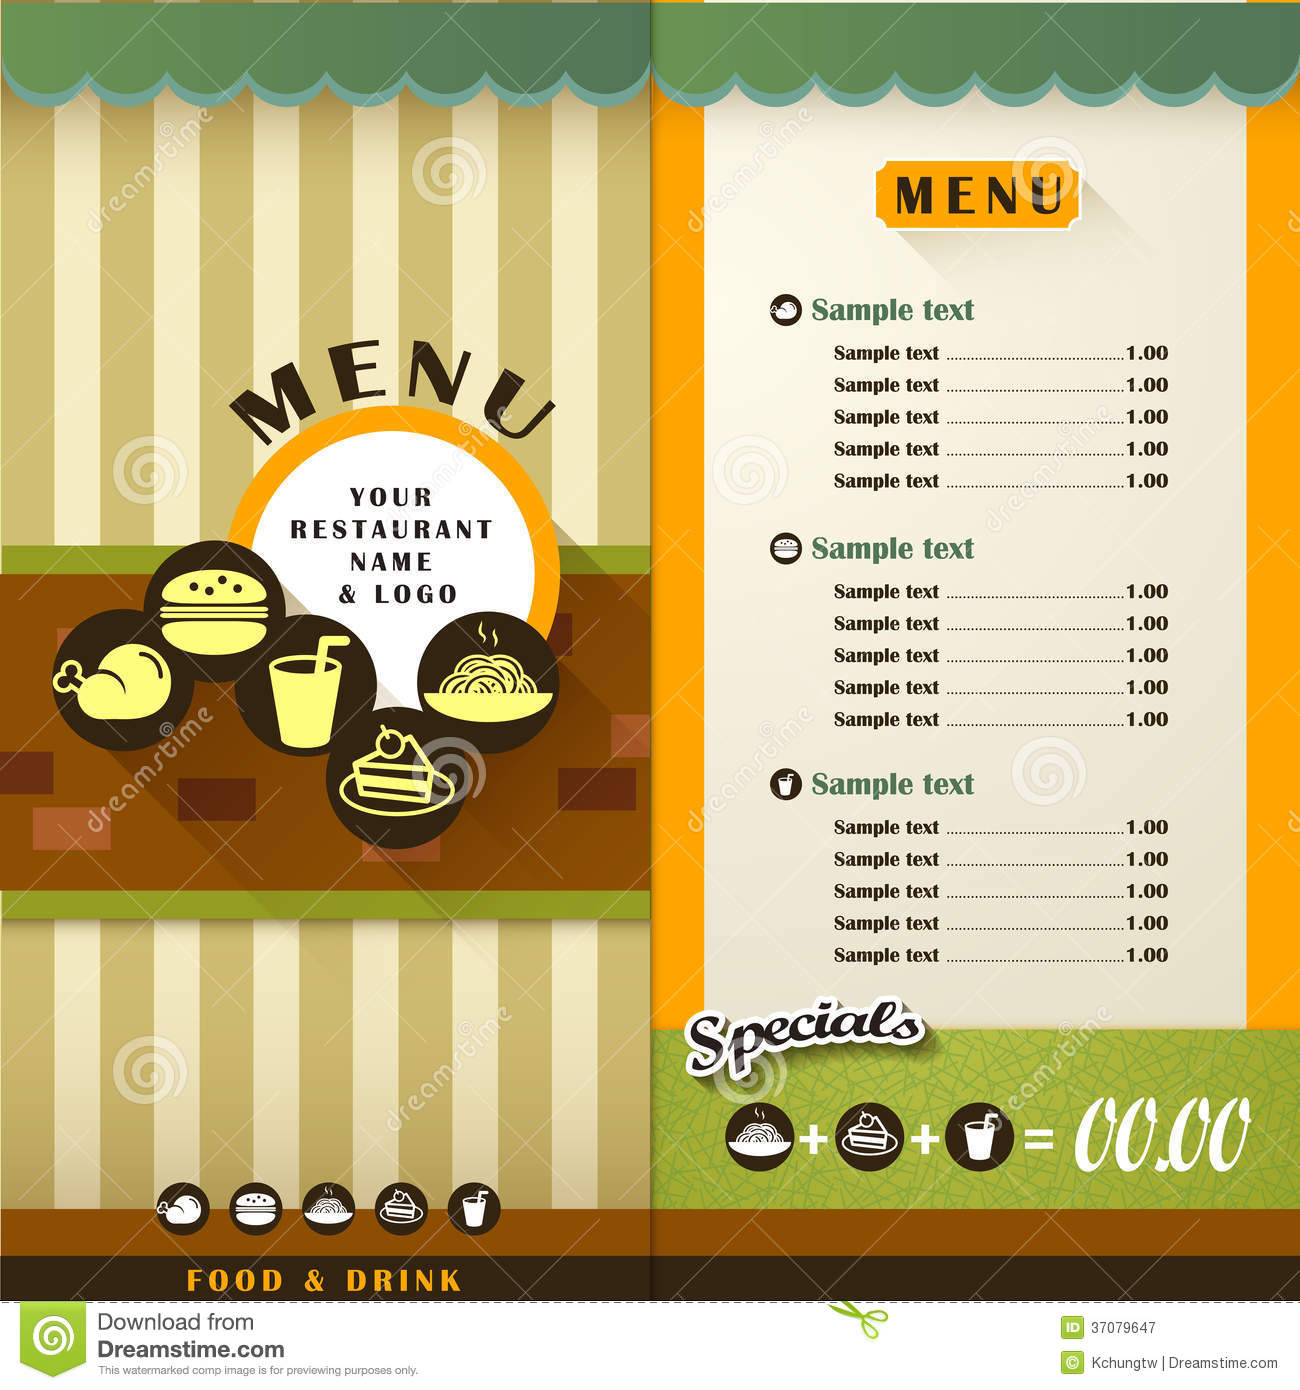 MENU
YOUR
RESTAURANT
NAME
& LOGO
FOOD & DRINK
MENU
Sample text
Sample text 1.00
Sample text 1.00
Sample text 1.00
Sample text 1.00
Sample text 1.00
Sample text
Sample text 1.00
Sample text 1.00
Sample text 1.00
Sample text 1.00
Sample text 1.00
Sample text
Sample text 1.00
Sample text 1.00
Sample text 1.00
Sample text 1.00
Sample text 1.00
Specials
+ + = 00.00
Download from
Dreamstime.com
This watermarked comp image is for previewing purposes only.
ID 37079647
© Kchungtw | Dreamstime.com